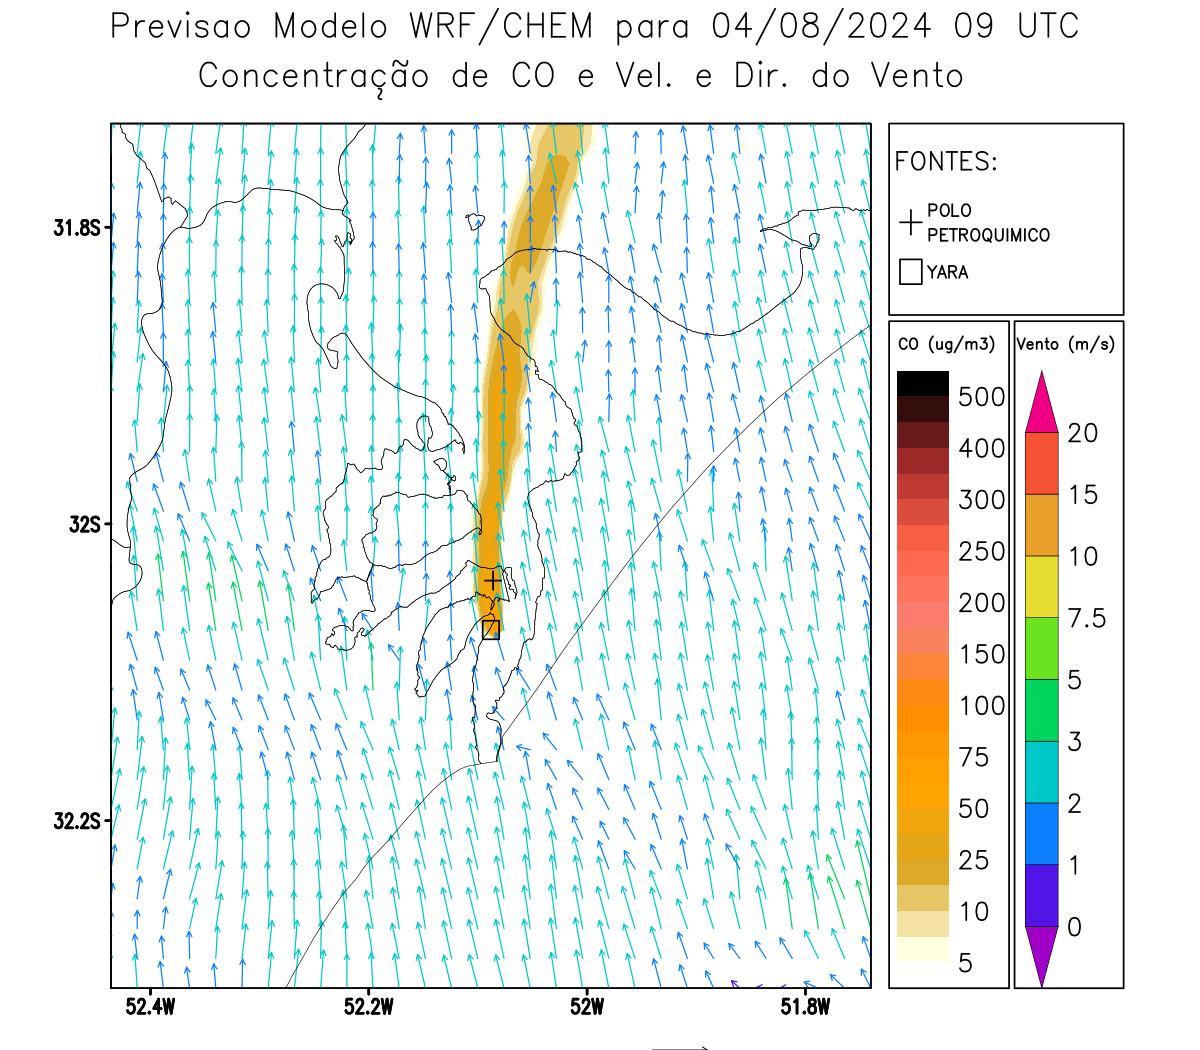 Previsao Modelo WRF/CHEM para 04/08/2024 09 UTC
Concentração de CO e Vel. e Dir. do Vento
FONTES:
POLO
PETROQUIMICO
YARA
CO (ug/m3)
500
400
300
250
200
150
100
75
50
25
10
5
Vento (m/s)
20
15
10
7.5
5
3
2
1
0
31.8S
32S
32.2S
52.4W
52.2W
52W
51.8W